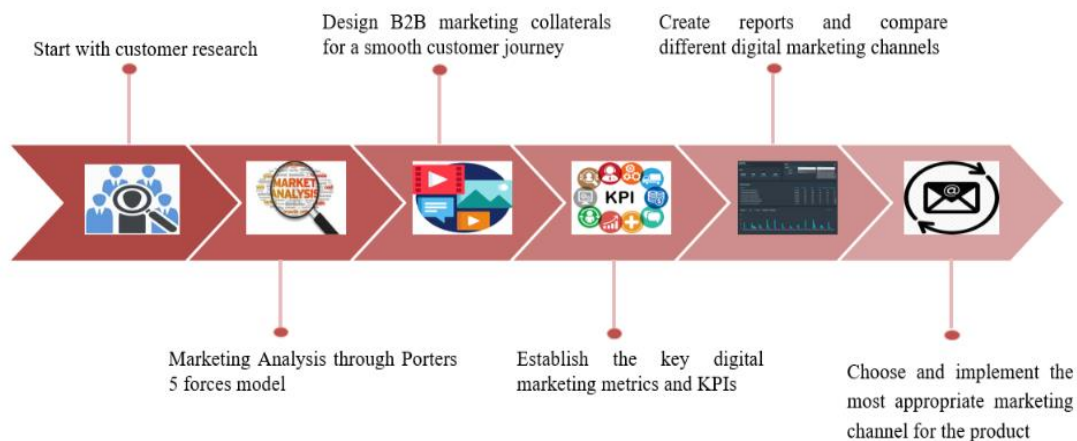 Start with customer research
Design B2B marketing collaterals
for a smooth customer journey
Create reports and compare
different digital marketing channels
MARKET
ANALYSIS
KPI
@
Marketing Analysis through Porters
5 forces model
Establish the key digital
marketing metrics and KPIs
Choose and implement the
most appropriate marketing
channel for the product